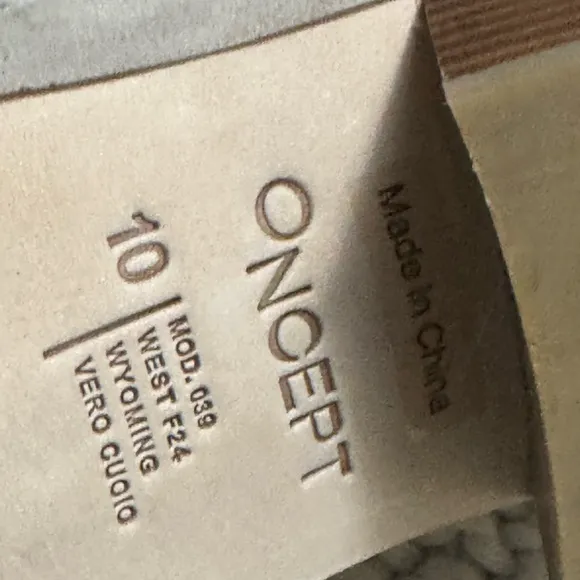 Made in China
ONCEPT
10
MOD. 039
WEST F24
WYOMING
VERO CUOIO